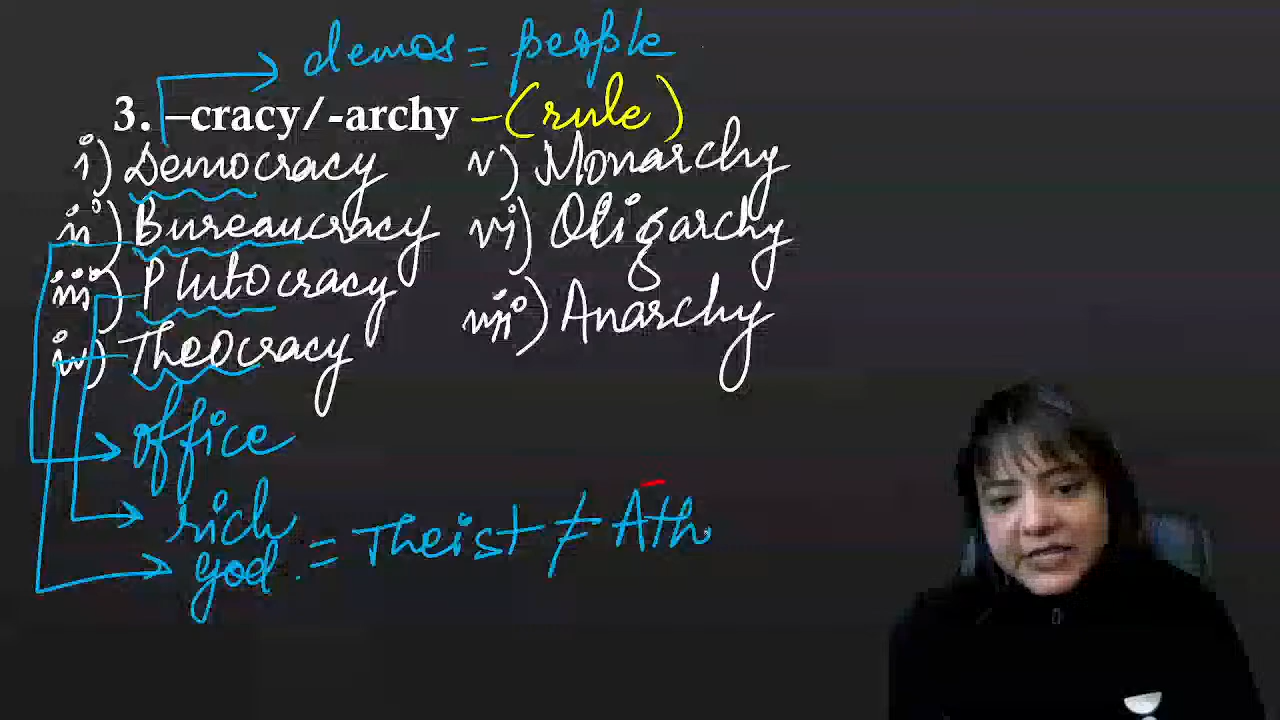 demos = people
3. –cracy/-archy – (rule)
i) Democracy
ii) Bureaucracy
iii) Plutocracy
iv) Theocracy
v) Monarchy
vi) Oligarchy
vii) Anarchy
office
rich
god = Theist ≠ Ath